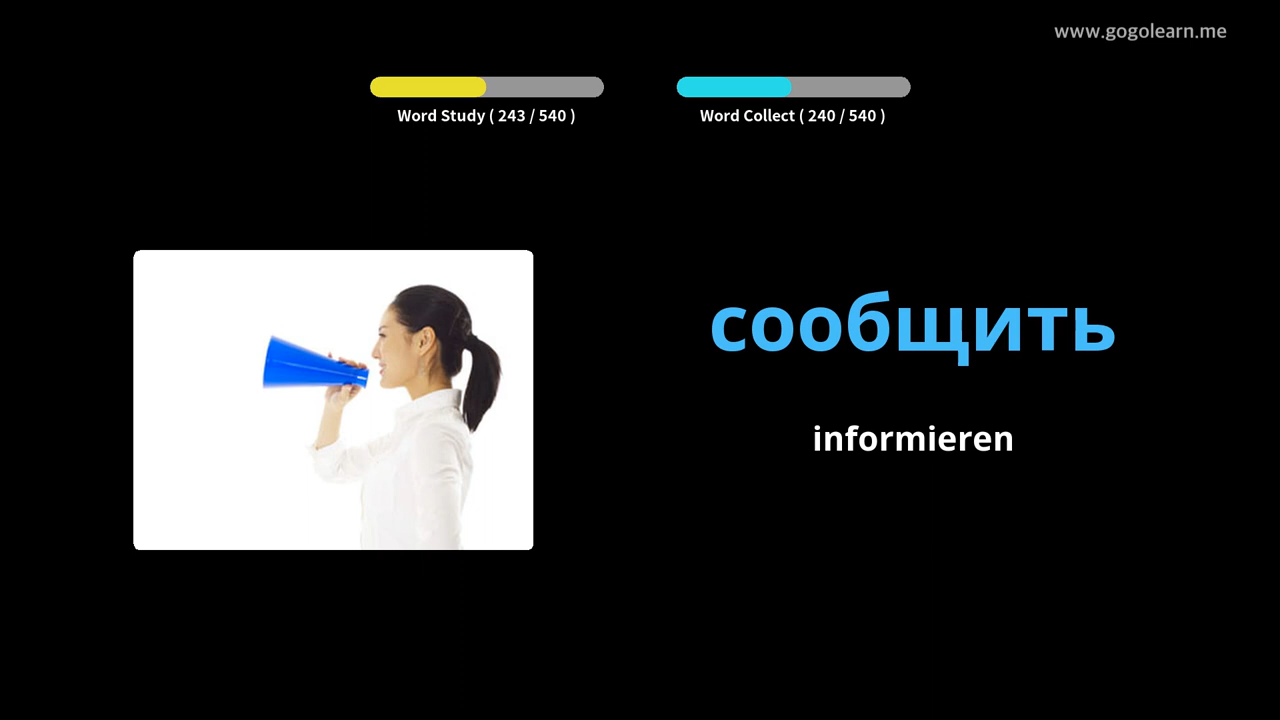 www.gogolearn.me
Word Study ( 243 / 540 )
Word Collect ( 240 / 540 )
сообщить
informieren